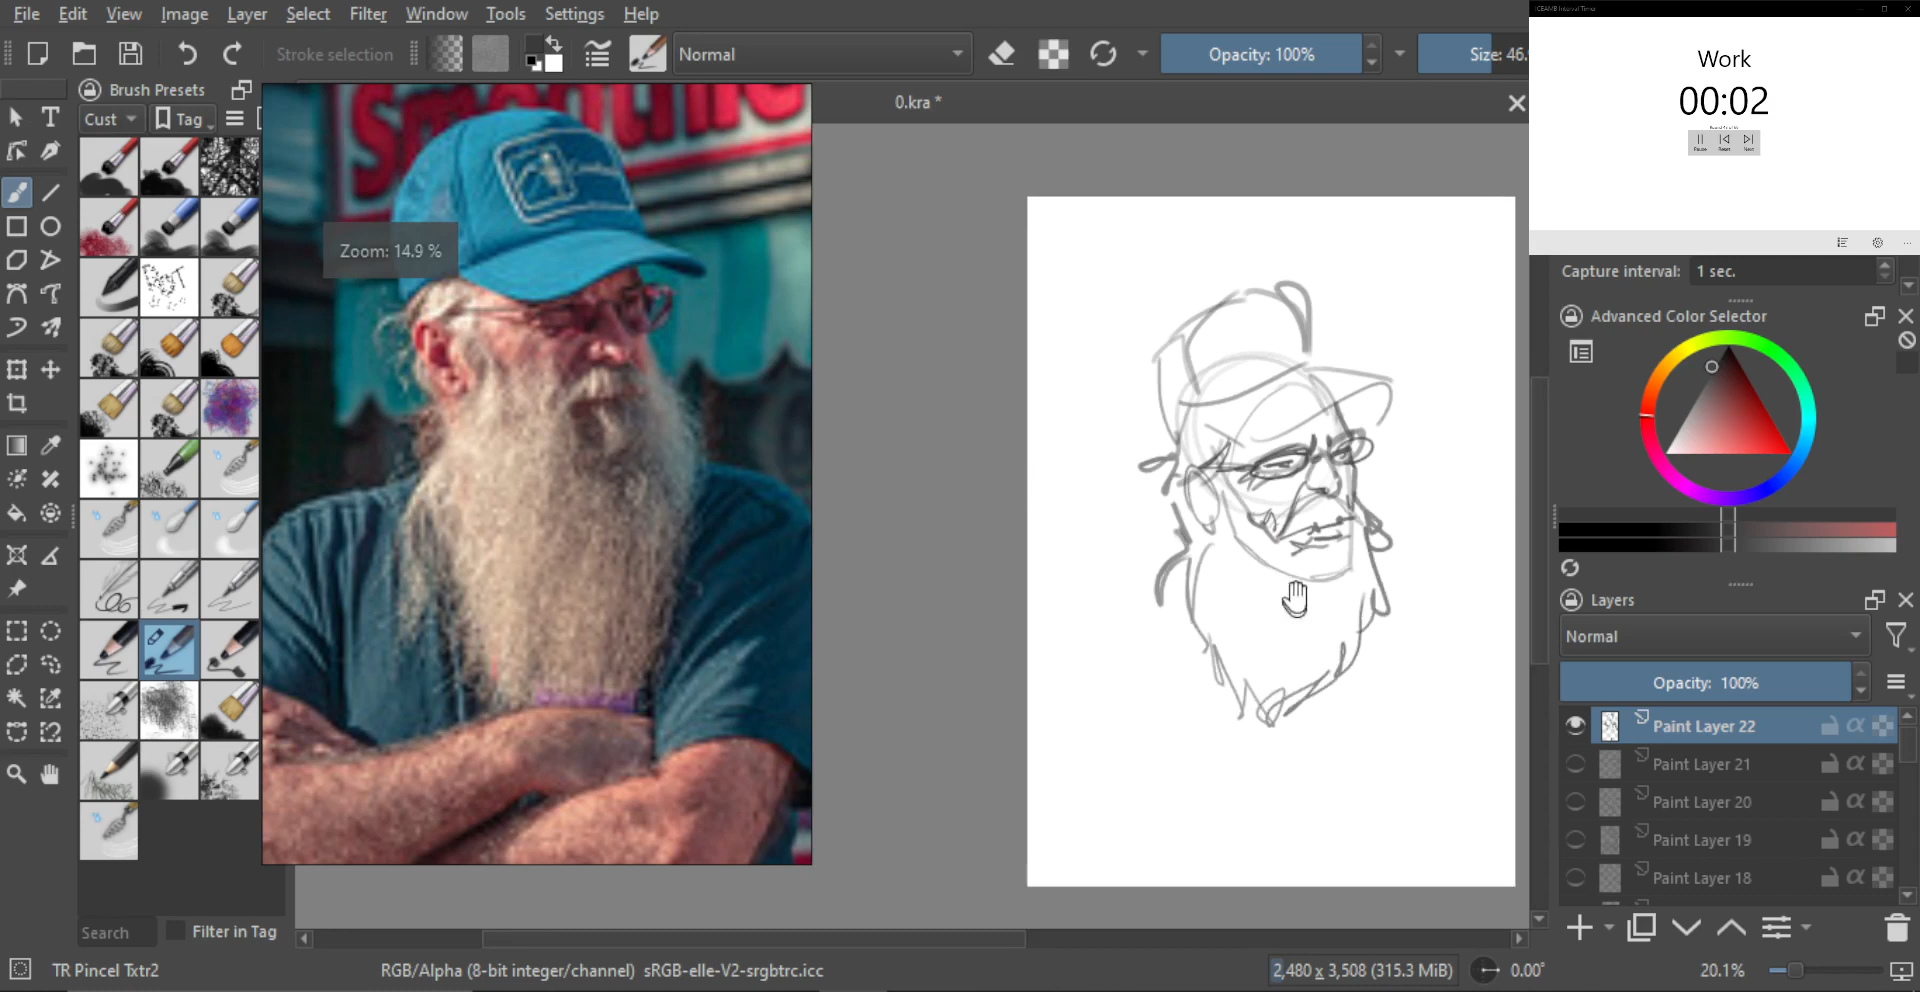 File Edit View Image Layer Select Filter Window Tools Settings Help
Stroke selection
Normal
Opacity: 100%
Size: 46.
Brush Presets
Cust
Tag
0.kra *
Zoom: 14.9 %
Work
00:02
Pause
Reset
Next
Capture interval: 1 sec.
Advanced Color Selector
Layers
Normal
Opacity: 100%
Paint Layer 22
Paint Layer 21
Paint Layer 20
Paint Layer 19
Paint Layer 18
Search
Filter in Tag
TR Pincel Txtr2
RGB/Alpha (8-bit integer/channel) sRGB-elle-V2-srgbtrc.icc
2,480 x 3,508 (315.3 MiB)
0.00°
20.1%